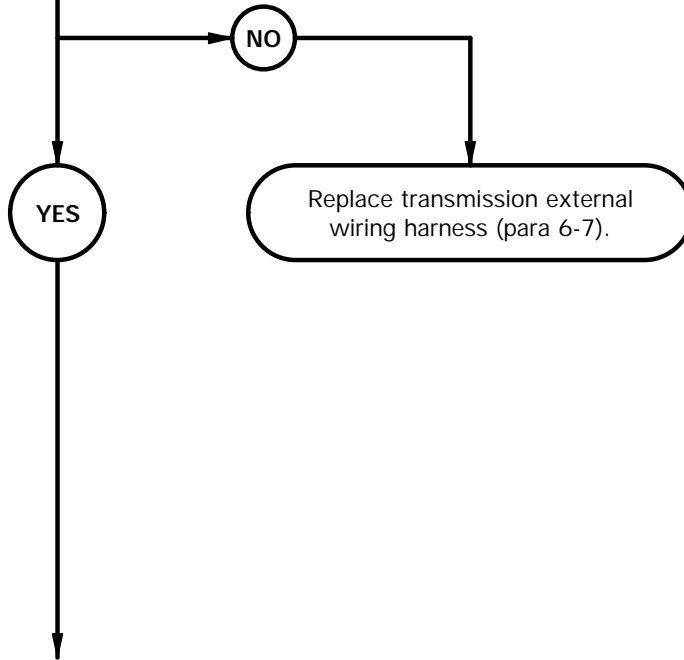 NO
YES
Replace transmission external
wiring harness (para 6-7).